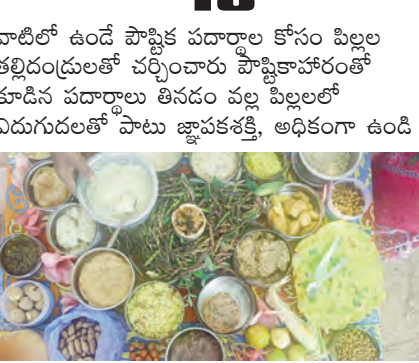 వాటిలో ఉండే పౌష్టిక పదార్థాల కోసం పిల్లల
తల్లిదండ్రులతో చర్చించారు పౌష్టికాహారంతో
కూడిన పదార్థాలు తినడం వల్ల పిల్లలలో
ఎదుగుదలతో పాటు జ్ఞాపకశక్తి, అధికంగా ఉండి